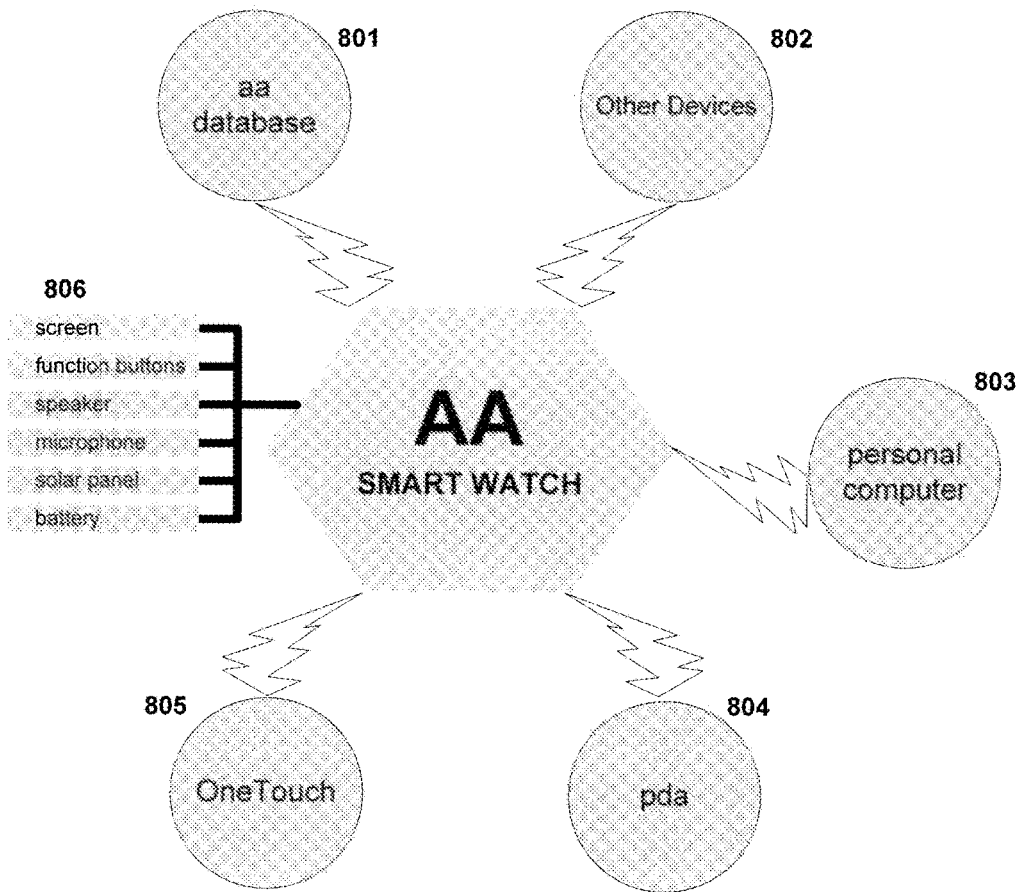 801
aa
database
802
Other Devices
806
screen
function buttons
speaker
microphone
solar panel
battery
AA
SMART WATCH
803
personal
computer
805
OneTouch
804
pda